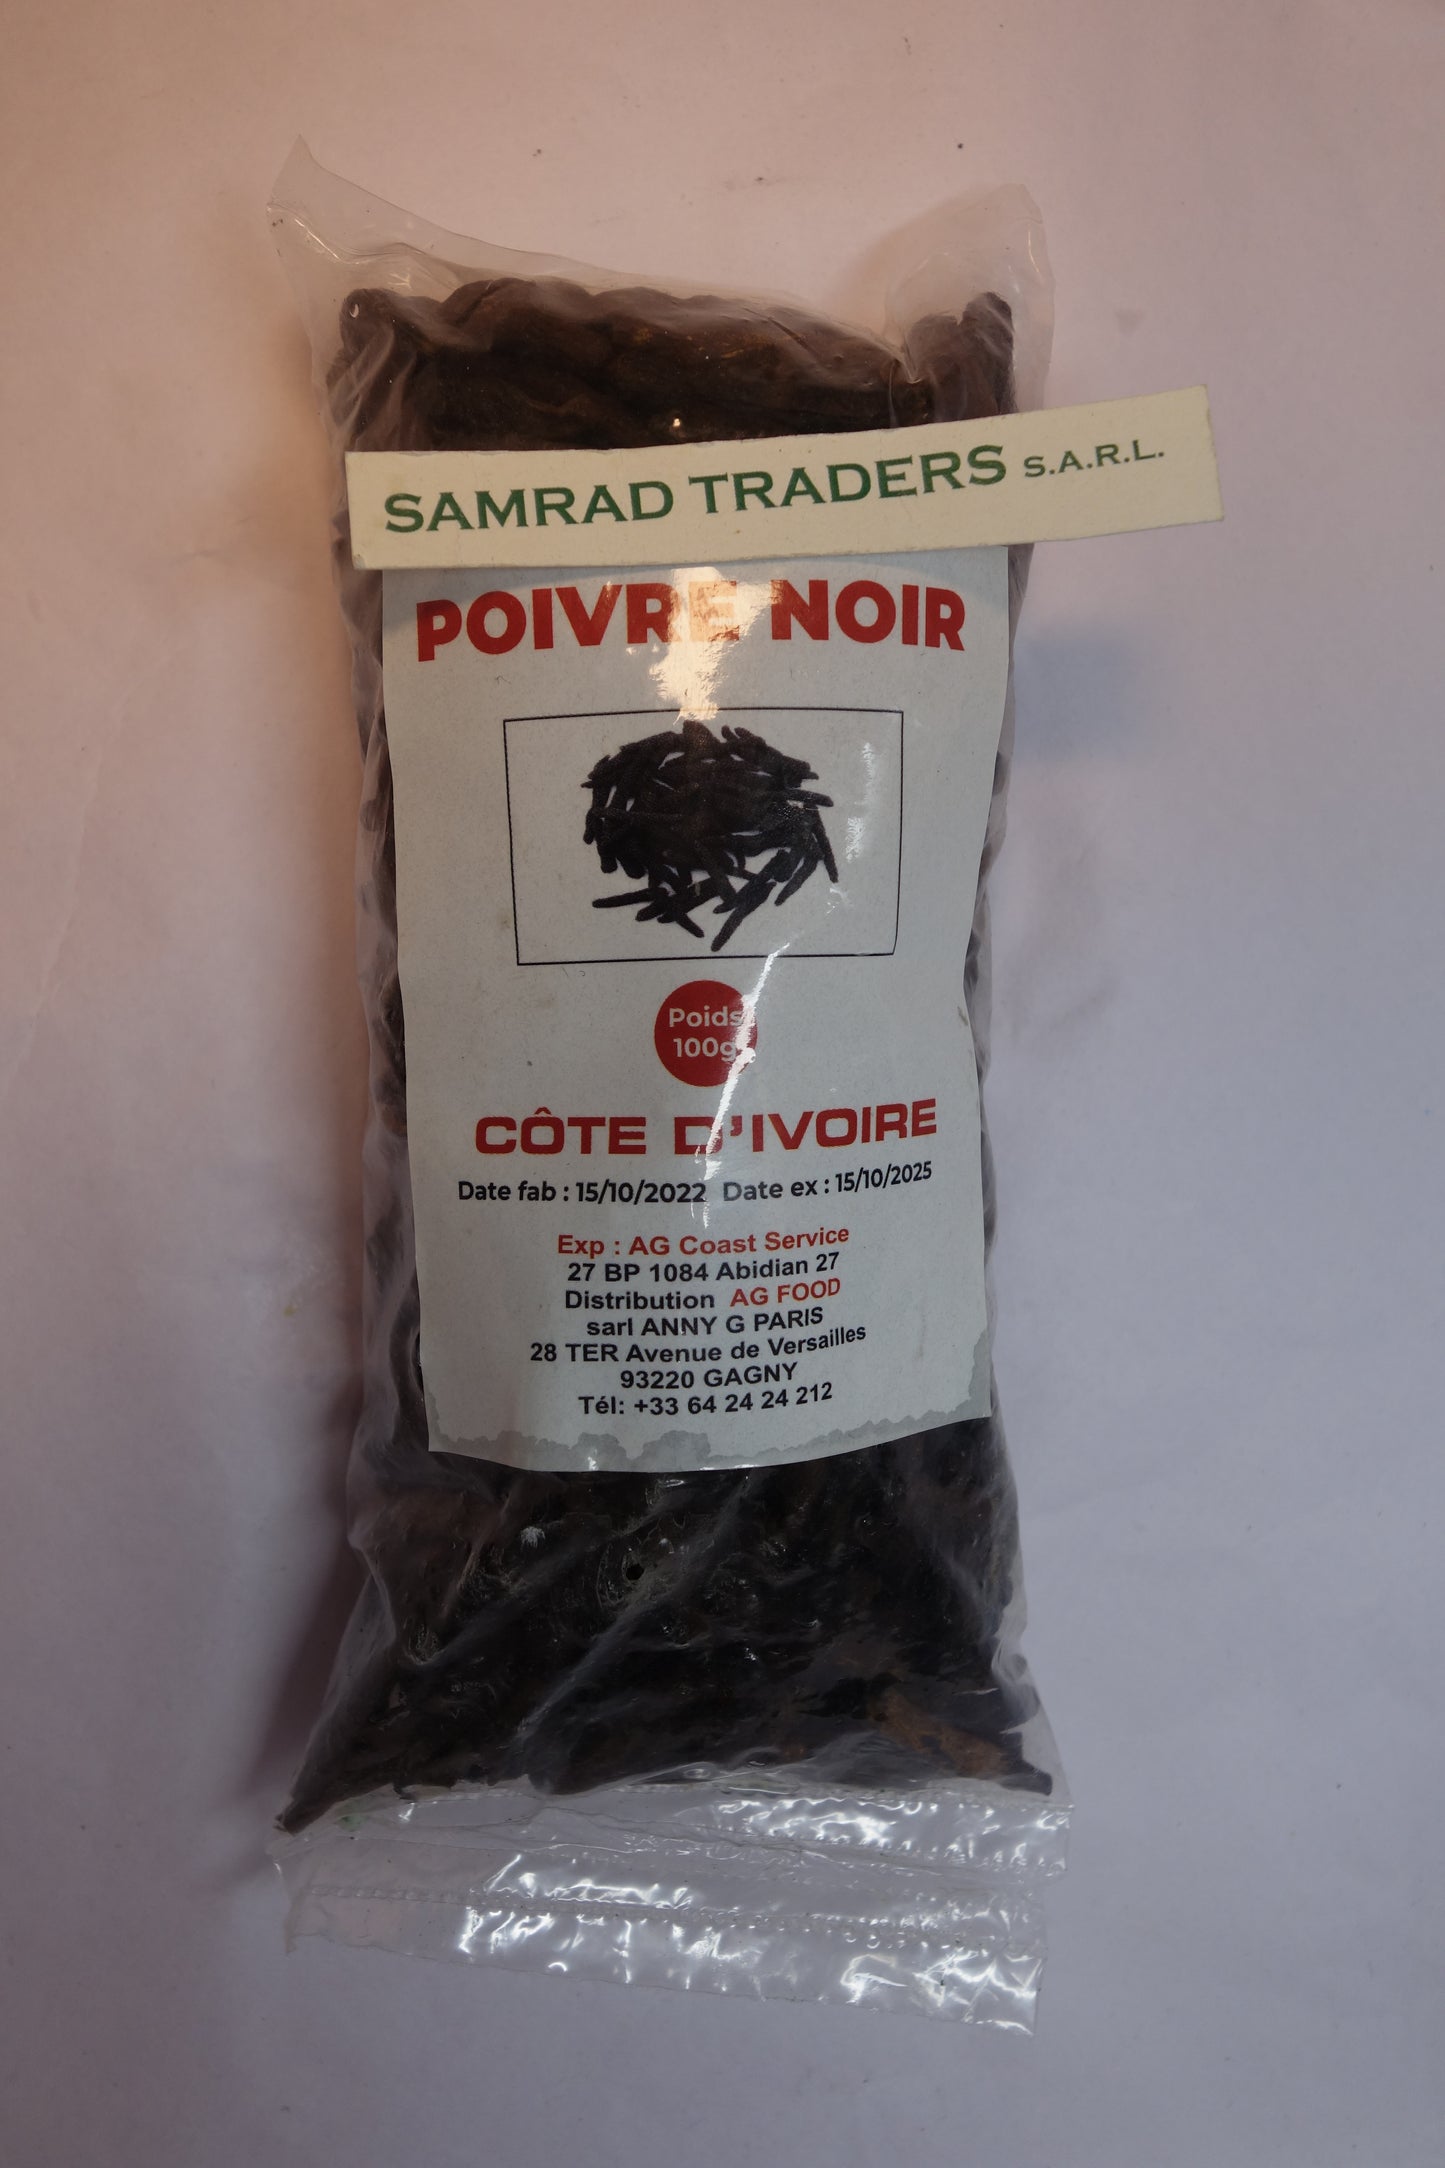 SAMRAD TRADERS S.A.R.L.
POIVRE NOIR
Poids
100g
CÔTE D'IVOIRE
Date fab : 15/10/2022 Date ex : 15/10/2025
Exp : AG Coast Service
27 BP 1084 Abidian 27
Distribution AG FOOD
sarl ANNY G PARIS
28 TER Avenue de Versailles
93220 GAGNY
Tél: +33 64 24 24 212